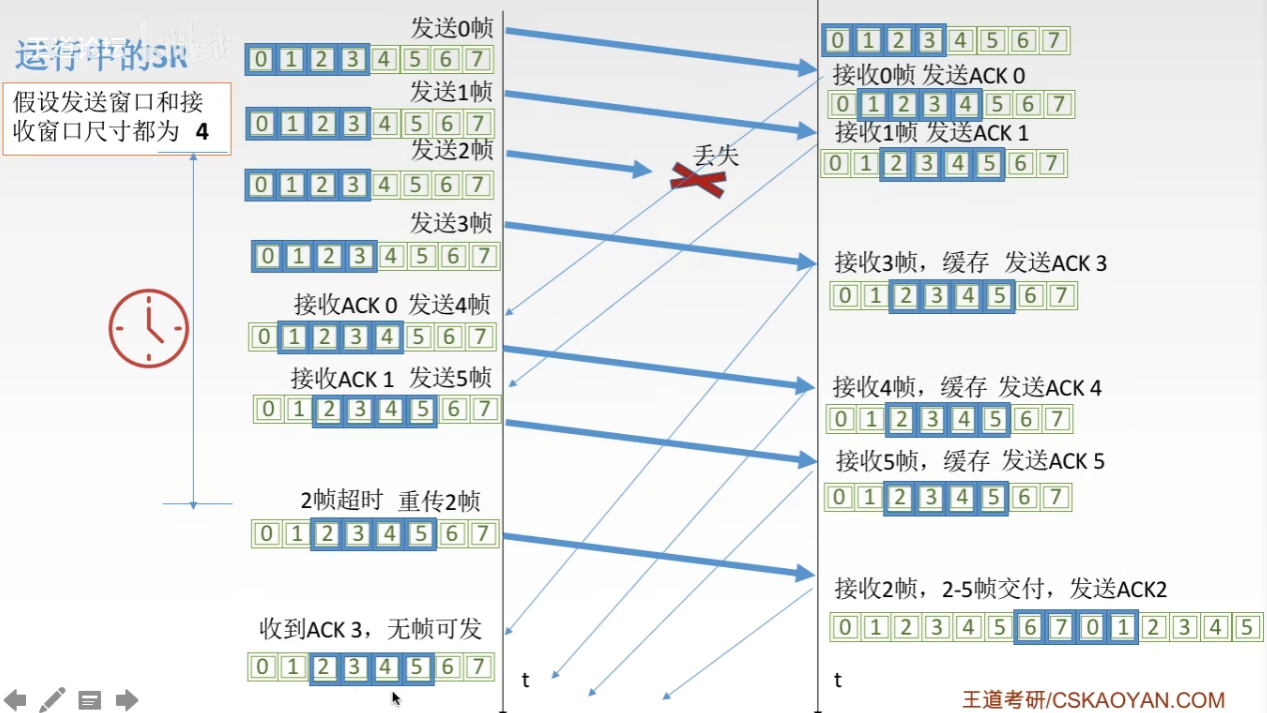 运行中的SR
假设发送窗口和接
收窗口尺寸都为 4
发送0帧
0 1 2 3 4 5 6 7
发送1帧
0 1 2 3 4 5 6 7
发送2帧
0 1 2 3 4 5 6 7
发送3帧
0 1 2 3 4 5 6 7
接收ACK 0 发送4帧
0 1 2 3 4 5 6 7
接收ACK 1 发送5帧
0 1 2 3 4 5 6 7
2帧超时 重传2帧
0 1 2 3 4 5 6 7
收到ACK 3，无帧可发
0 1 2 3 4 5 6 7
丢失
t
0 1 2 3 4 5 6 7
接收0帧 发送ACK 0
0 1 2 3 4 5 6 7
接收1帧 发送ACK 1
0 1 2 3 4 5 6 7
接收3帧，缓存 发送ACK 3
0 1 2 3 4 5 6 7
接收4帧，缓存 发送ACK 4
0 1 2 3 4 5 6 7
接收5帧，缓存 发送ACK 5
0 1 2 3 4 5 6 7
接收2帧，2-5帧交付，发送ACK2
0 1 2 3 4 5 6 7 0 1 2 3 4 5
t
王道考研/CSKAOYAN.COM